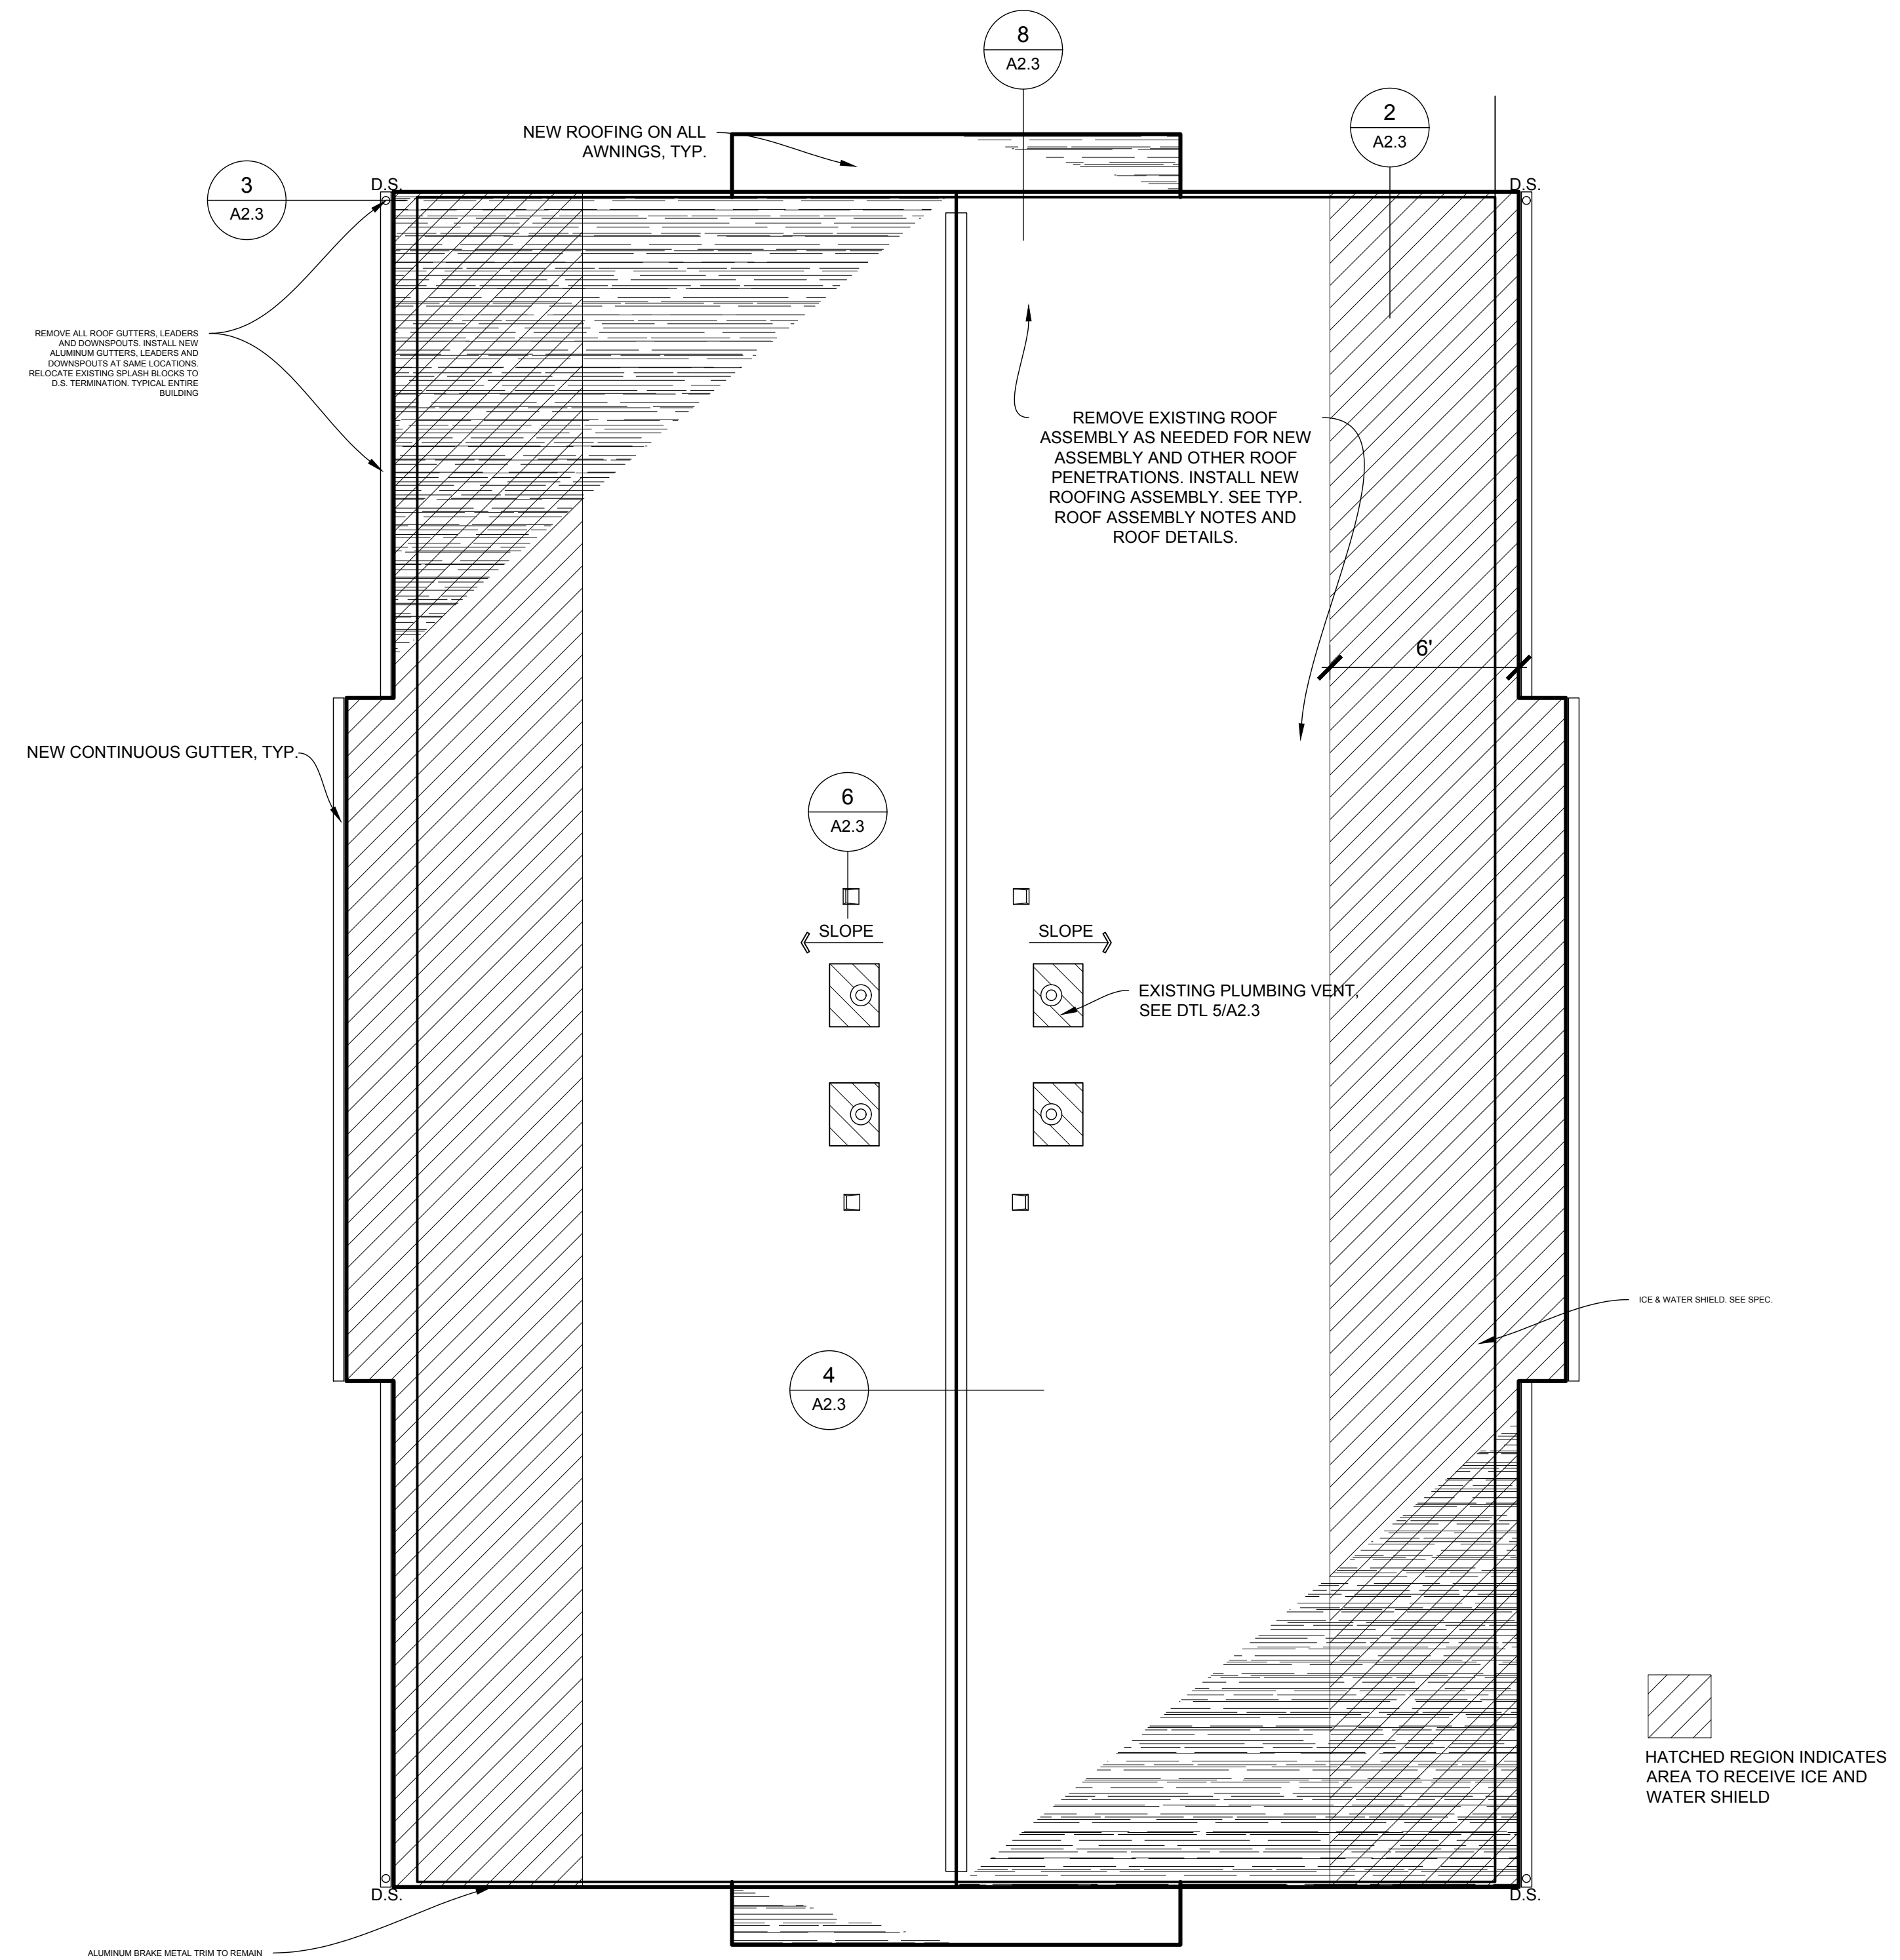 8
A2.3
2
A2.3
NEW ROOFING ON ALL
AWNINGS, TYP.
3
A2.3
D.S.
D.S.
REMOVE ALL ROOF GUTTERS, LEADERS
AND DOWNSPOUTS. INSTALL NEW
ALUMINUM GUTTERS, LEADERS AND
DOWNSPOUTS AT SAME LOCATIONS.
RELOCATE EXISTING SPLASH BLOCKS TO
D.S. TERMINATION. TYPICAL ENTIRE
BUILDING
REMOVE EXISTING ROOF
ASSEMBLY AS NEEDED FOR NEW
ASSEMBLY AND OTHER ROOF
PENETRATIONS. INSTALL NEW
ROOFING ASSEMBLY. SEE TYP.
ROOF ASSEMBLY NOTES AND
ROOF DETAILS.
6'
NEW CONTINUOUS GUTTER, TYP.
6
A2.3
SLOPE
SLOPE
EXISTING PLUMBING VENT,
SEE DTL 5/A2.3
ICE & WATER SHIELD. SEE SPEC.
4
A2.3
HATCHED REGION INDICATES
AREA TO RECEIVE ICE AND
WATER SHIELD
D.S.
D.S.
ALUMINUM BRAKE METAL TRIM TO REMAIN